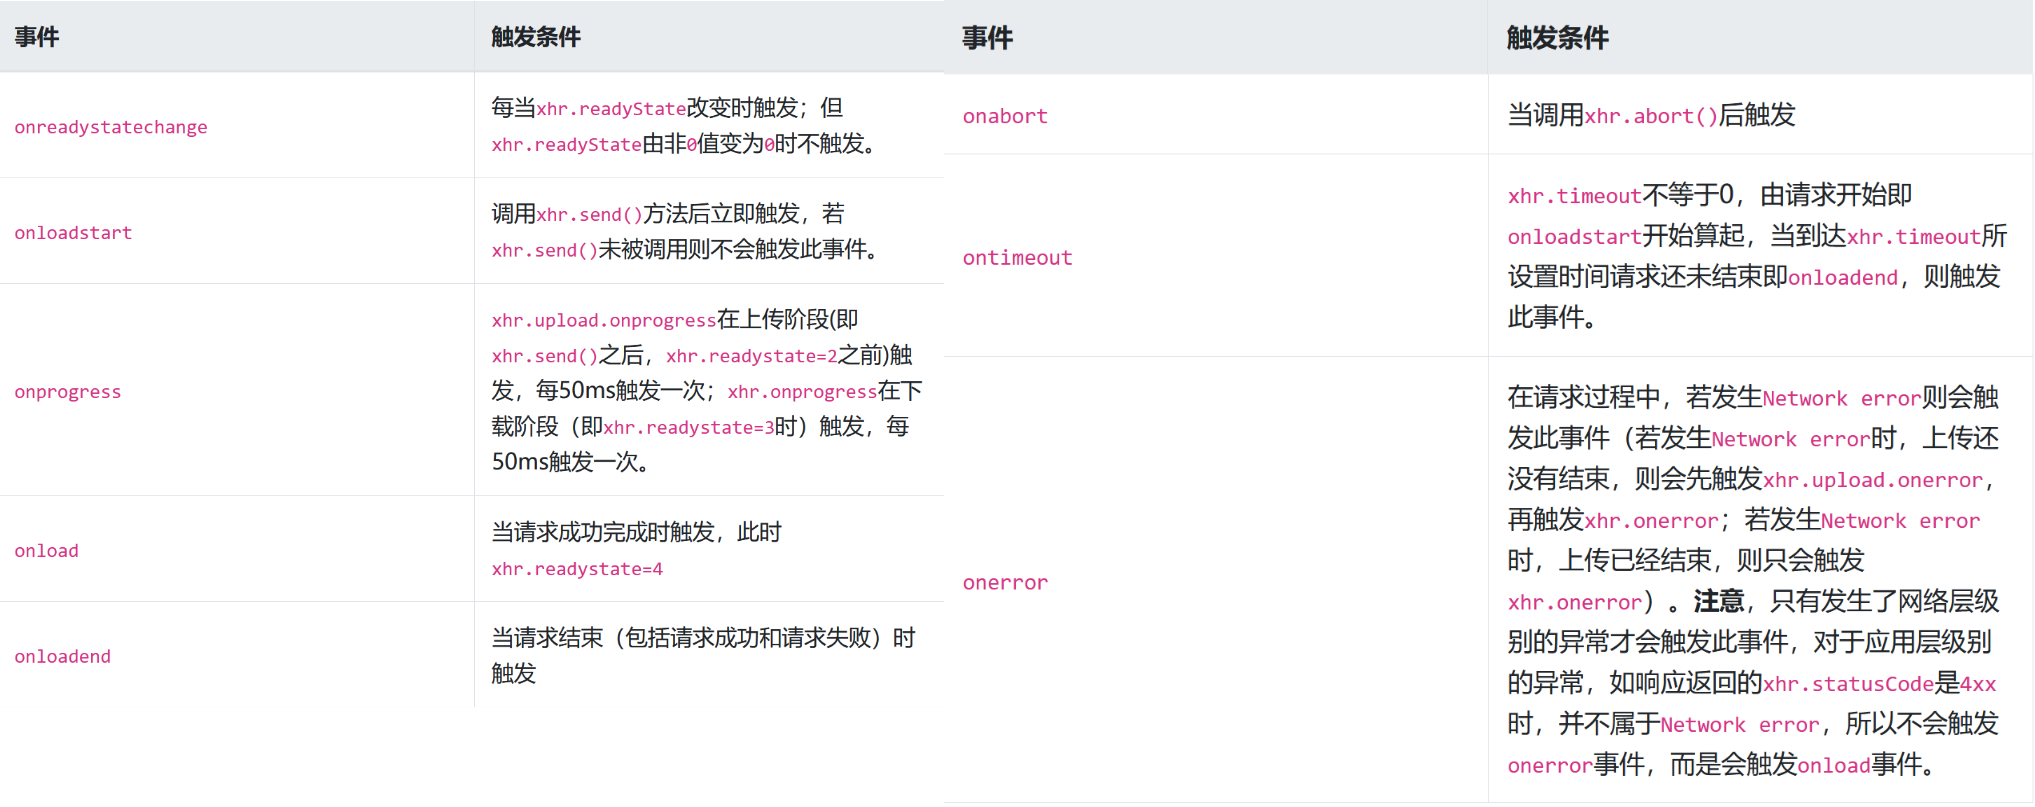 事件
触发条件
onreadystatechange
每当xhr.readyState改变时触发；但
xhr.readyState由非0值变为0时不触发。
onloadstart
调用xhr.send()方法后立即触发，若
xhr.send()未被调用则不会触发此事件。
onprogress
xhr.upload.onprogress在上传阶段(即
xhr.send()之后，xhr.readystate=2之前)触
发，每50ms触发一次；xhr.onprogress在下
载阶段（即xhr.readystate=3时）触发，每
50ms触发一次。
onload
当请求成功完成时触发，此时
xhr.readystate=4
onloadend
当请求结束（包括请求成功和请求失败）时
触发
事件
触发条件
onabort
当调用xhr.abort()后触发
ontimeout
xhr.timeout不等于0，由请求开始即
onloadstart开始算起，当到达xhr.timeout所
设置时间请求还未结束即onloadend，则触发
此事件。
onerror
在请求过程中，若发生Network error则会触
发此事件（若发生Network error时，上传还
没有结束，则会先触发xhr.upload.onerror，
再触发xhr.onerror；若发生Network error
时，上传已经结束，则只会触发
xhr.onerror）。注意，只有发生了网络层级
别的异常才会触发此事件，对于应用层级别
的异常，如响应返回的xhr.statusCode是4xx
时，并不属于Network error，所以不会触发
onerror事件，而是会触发onload事件。